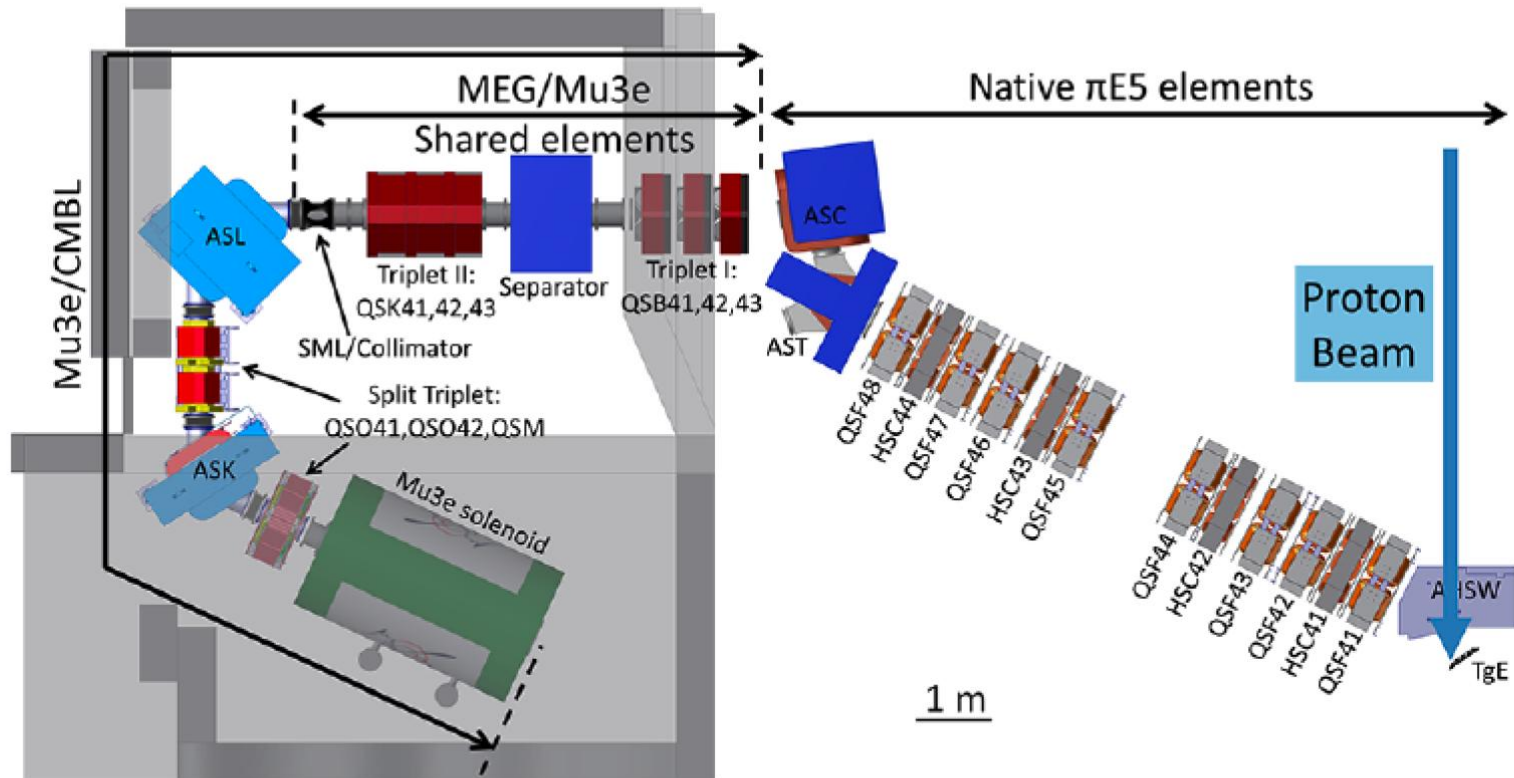 MEG/Mu3e
Shared elements
Native πE5 elements
Mu3e/CMBL
ASL
ASC
Triplet II:
QSK41,42,43
Separator
Triplet I:
QSB41,42,43
SML/Collimator
AST
Proton
Beam
Split Triplet:
QSO41,QSO42,QSM
ASK
Mu3e solenoid
QSF48
HSC44
QSF47
QSF46
HSC43
QSF45
QSF44
HSC42
QSF43
QSF42
HSC41
QSF41
AHSW
TgE
1 m